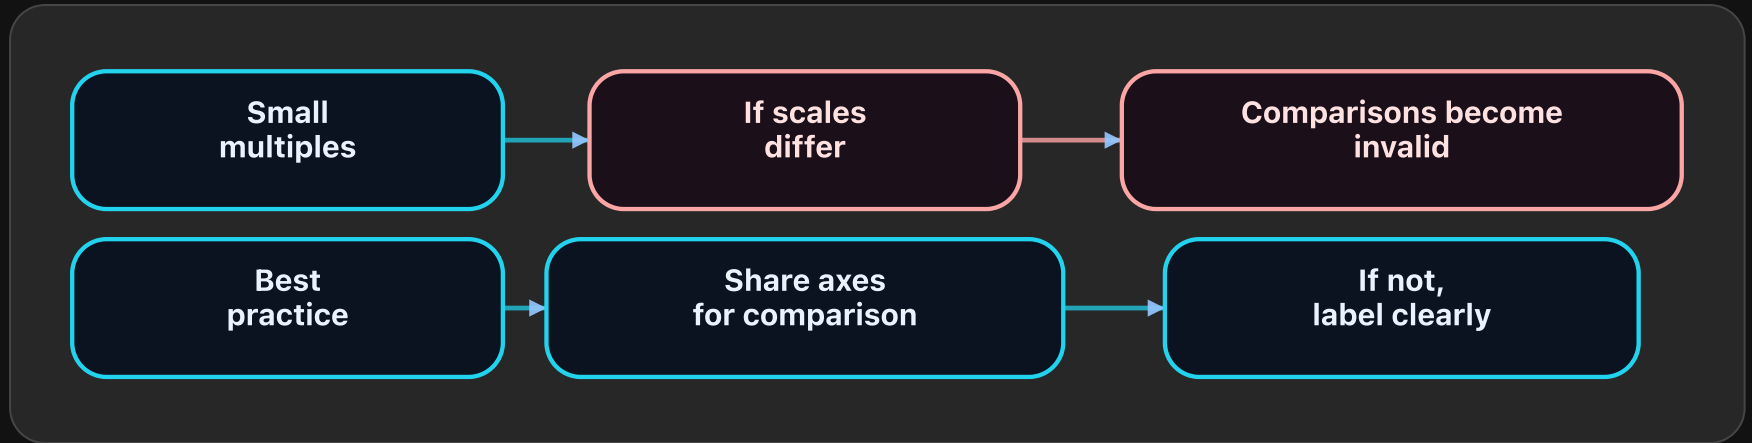 Small
multiples
If scales
differ
Comparisons become
invalid
Best
practice
Share axes
for comparison
If not,
label clearly